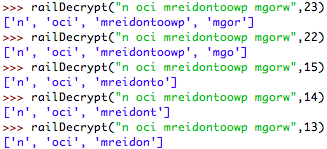 >>> railDecrypt("n oci mreidontoowp mgorw",23)
['n', 'oci', 'mreidontoowp', 'mgor']
>>> railDecrypt("n oci mreidontoowp mgorw",22)
['n', 'oci', 'mreidontoowp', 'mgo']
>>> railDecrypt("n oci mreidontoowp mgorw",15)
['n', 'oci', 'mreidonto']
>>> railDecrypt("n oci mreidontoowp mgorw",14)
['n', 'oci', 'mreidont']
>>> railDecrypt("n oci mreidontoowp mgorw",13)
['n', 'oci', 'mreidon']